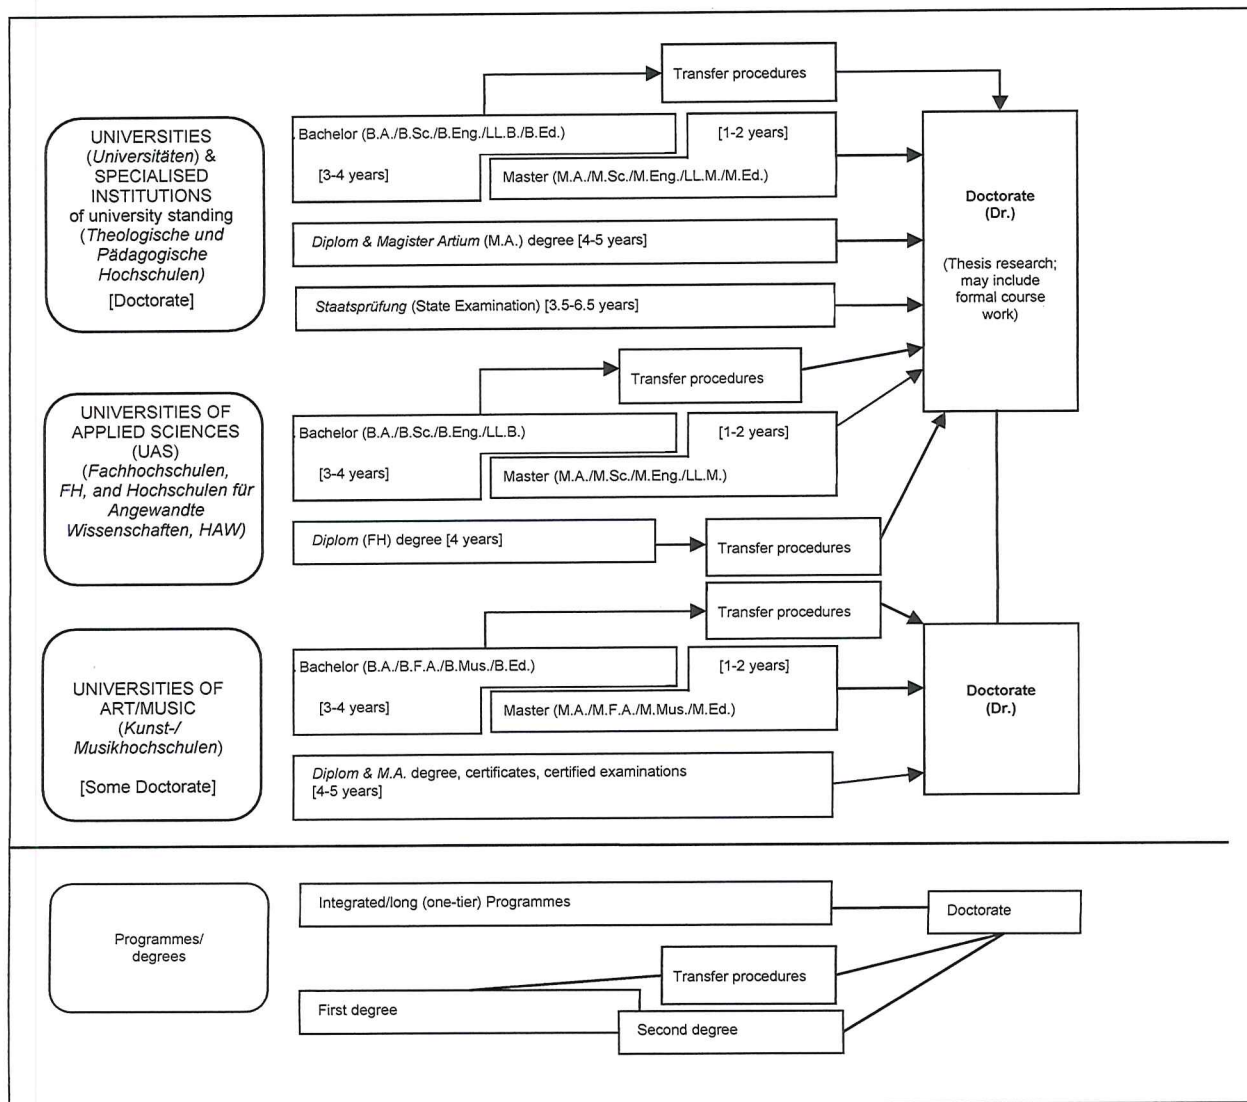 Transfer procedures
UNIVERSITIES
(Universitäten) &
SPECIALISED
INSTITUTIONS
of university standing
(Theologische und
Pädagogische
Hochschulen)
[Doctorate]
Bachelor (B.A./B.Sc./B.Eng./LL.B./B.Ed.)
[3-4 years]
[1-2 years]
Master (M.A./M.Sc./M.Eng./LL.M./M.Ed.)
Diplom & Magister Artium (M.A.) degree [4-5 years]
Staatsprüfung (State Examination) [3.5-6.5 years]
Doctorate
(Dr.)
(Thesis research;
may include
formal course
work)
Transfer procedures
UNIVERSITIES OF
APPLIED SCIENCES
(UAS)
(Fachhochschulen,
FH, and Hochschulen für
Angewandte
Wissenschaften, HAW)
Bachelor (B.A./B.Sc./B.Eng./LL.B.)
[3-4 years]
[1-2 years]
Master (M.A./M.Sc./M.Eng./LL.M.)
Diplom (FH) degree [4 years]
Transfer procedures
Transfer procedures
UNIVERSITIES OF
ART/MUSIC
(Kunst-/
Musikhochschulen)
[Some Doctorate]
Bachelor (B.A./B.F.A./B.Mus./B.Ed.)
[3-4 years]
[1-2 years]
Master (M.A./M.F.A./M.Mus./M.Ed.)
Diplom & M.A. degree, certificates, certified examinations
[4-5 years]
Doctorate
(Dr.)
Programmes/
degrees
Integrated/long (one-tier) Programmes
Doctorate
Transfer procedures
First degree
Second degree